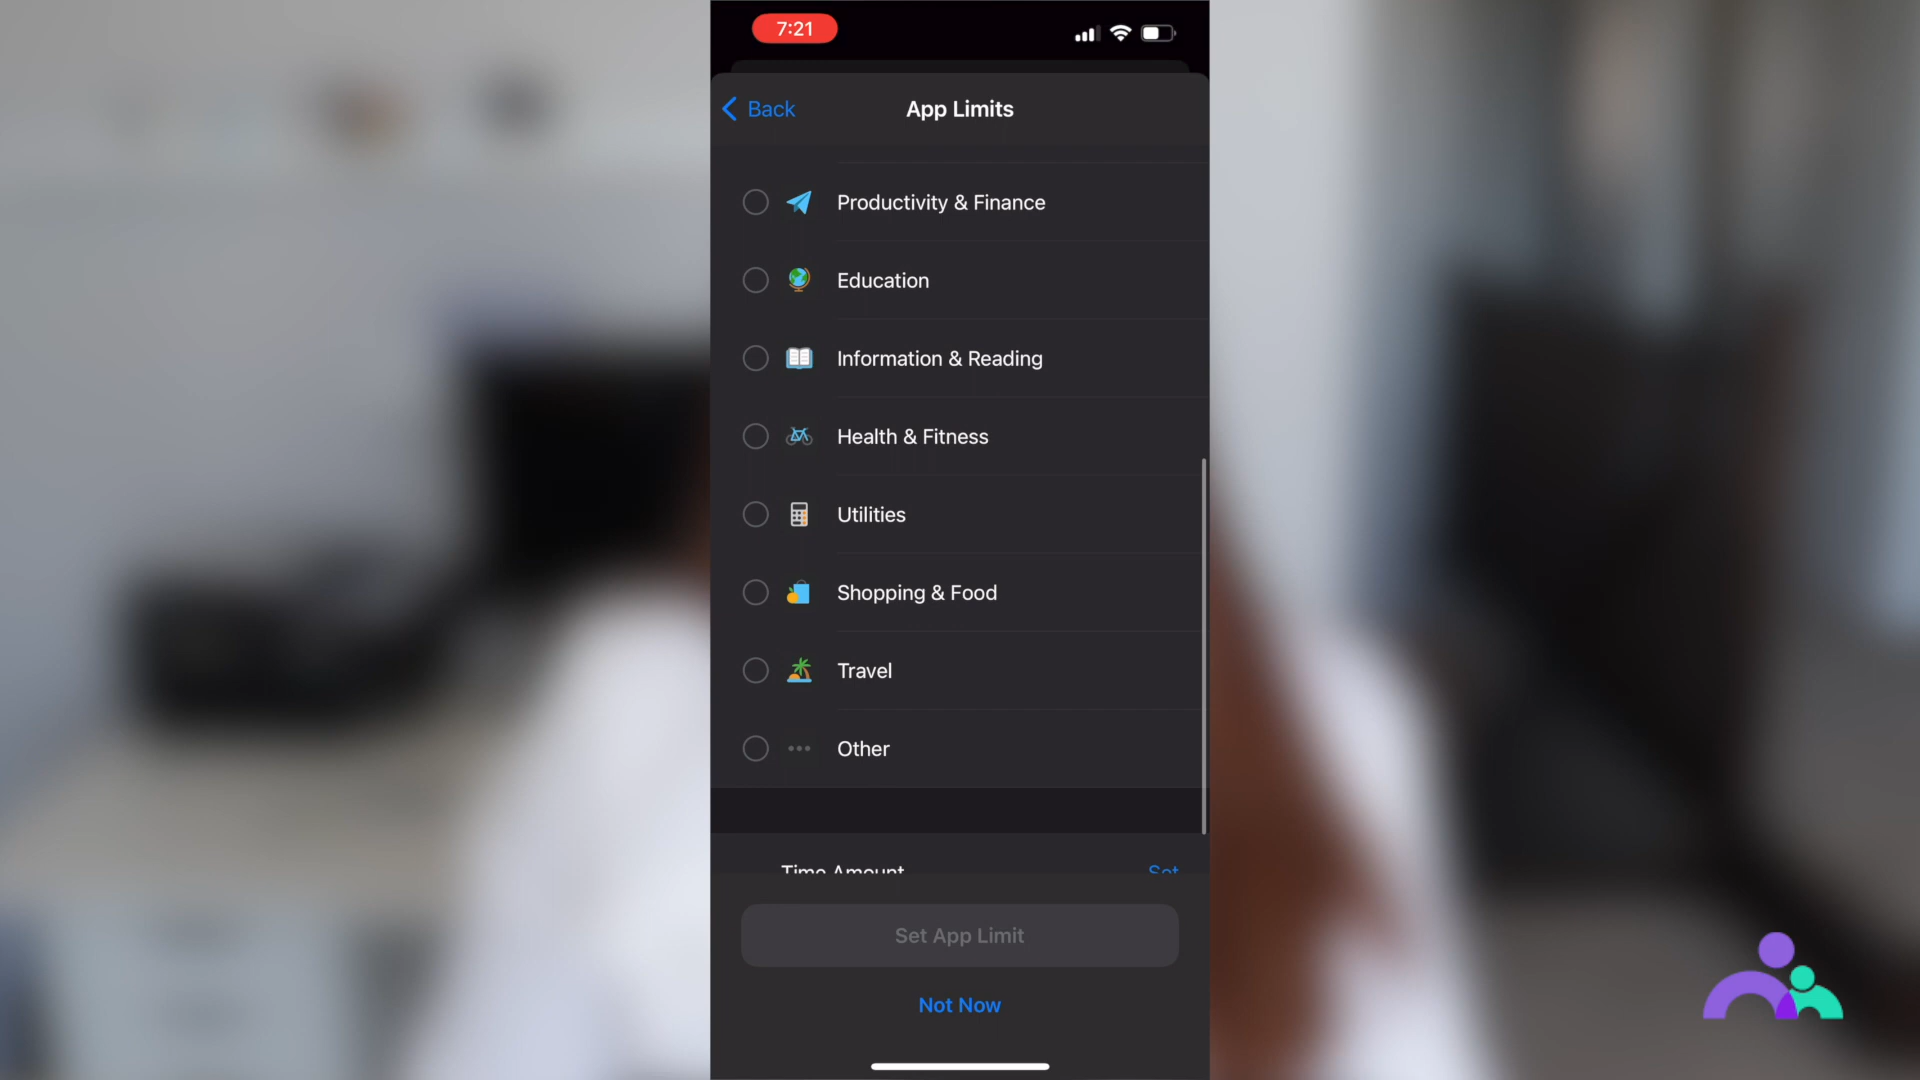 7:21
Back
App Limits
Productivity & Finance
Education
Information & Reading
Health & Fitness
Utilities
Shopping & Food
Travel
Other
Time Amount
Set
Set App Limit
Not Now